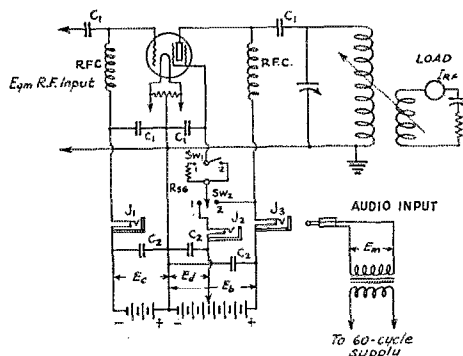 C1
C1
R.F.C.
Egm R.F. Input
R.F.C.
LOAD
IRF
C1
C1
SW1
1
2
RSG
SW2
1
2
J1
J2
J3
AUDIO INPUT
C2
C2
C2
Em
Ec
Ed
Eb
- +
- +
To 60-cycle
supply